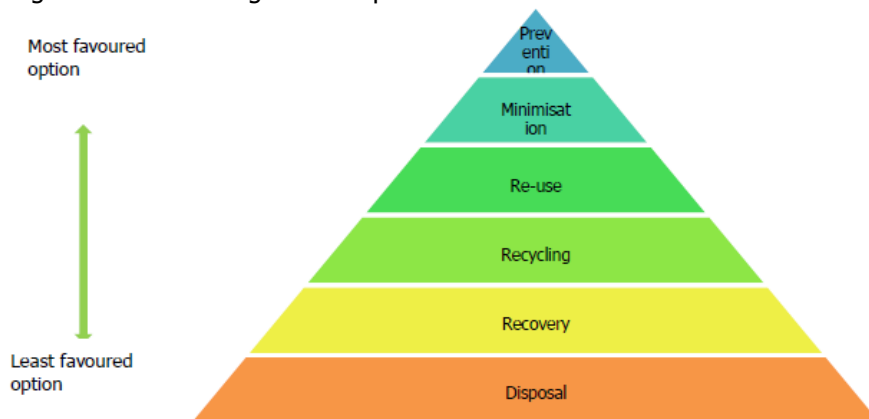 Most favoured
option
Prev
enti
on
Minimisat
ion
Re-use
Recycling
Recovery
Least favoured
option
Disposal